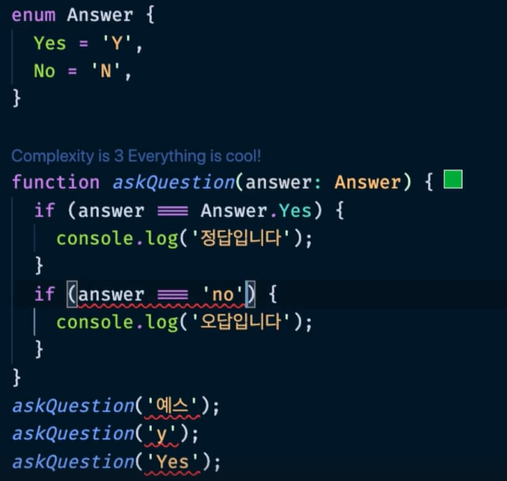 enum Answer {
  Yes = 'Y',
  No = 'N',
}
Complexity is 3 Everything is cool!
function askQuestion(answer: Answer) {
  if (answer === Answer.Yes) {
    console.log('정답입니다');
  }
  if (answer === 'no') {
    console.log('오답입니다');
  }
}
askQuestion('예스');
askQuestion('y');
askQuestion('Yes');